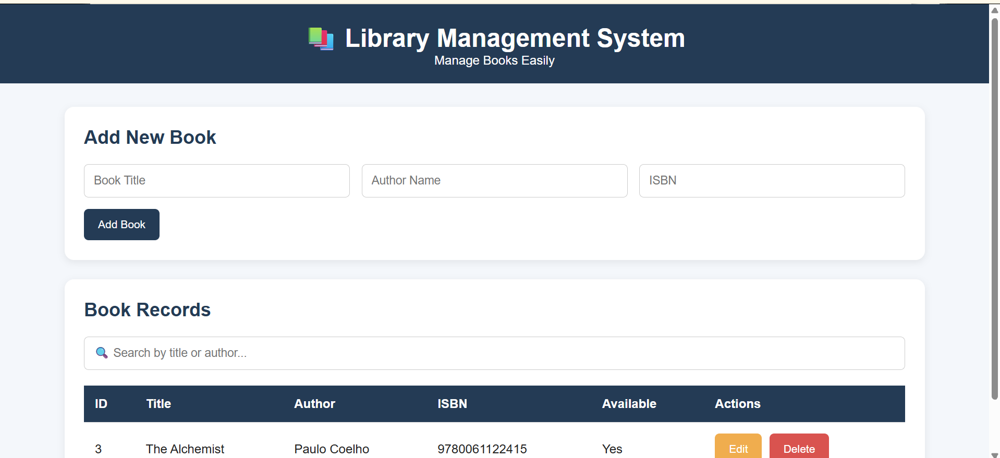 Library Management System
Manage Books Easily
Add New Book
Book Title Author Name ISBN
Add Book
Book Records
Search by title or author...
ID Title Author ISBN Available Actions
3 The Alchemist Paulo Coelho 9780061122415 Yes Edit Delete